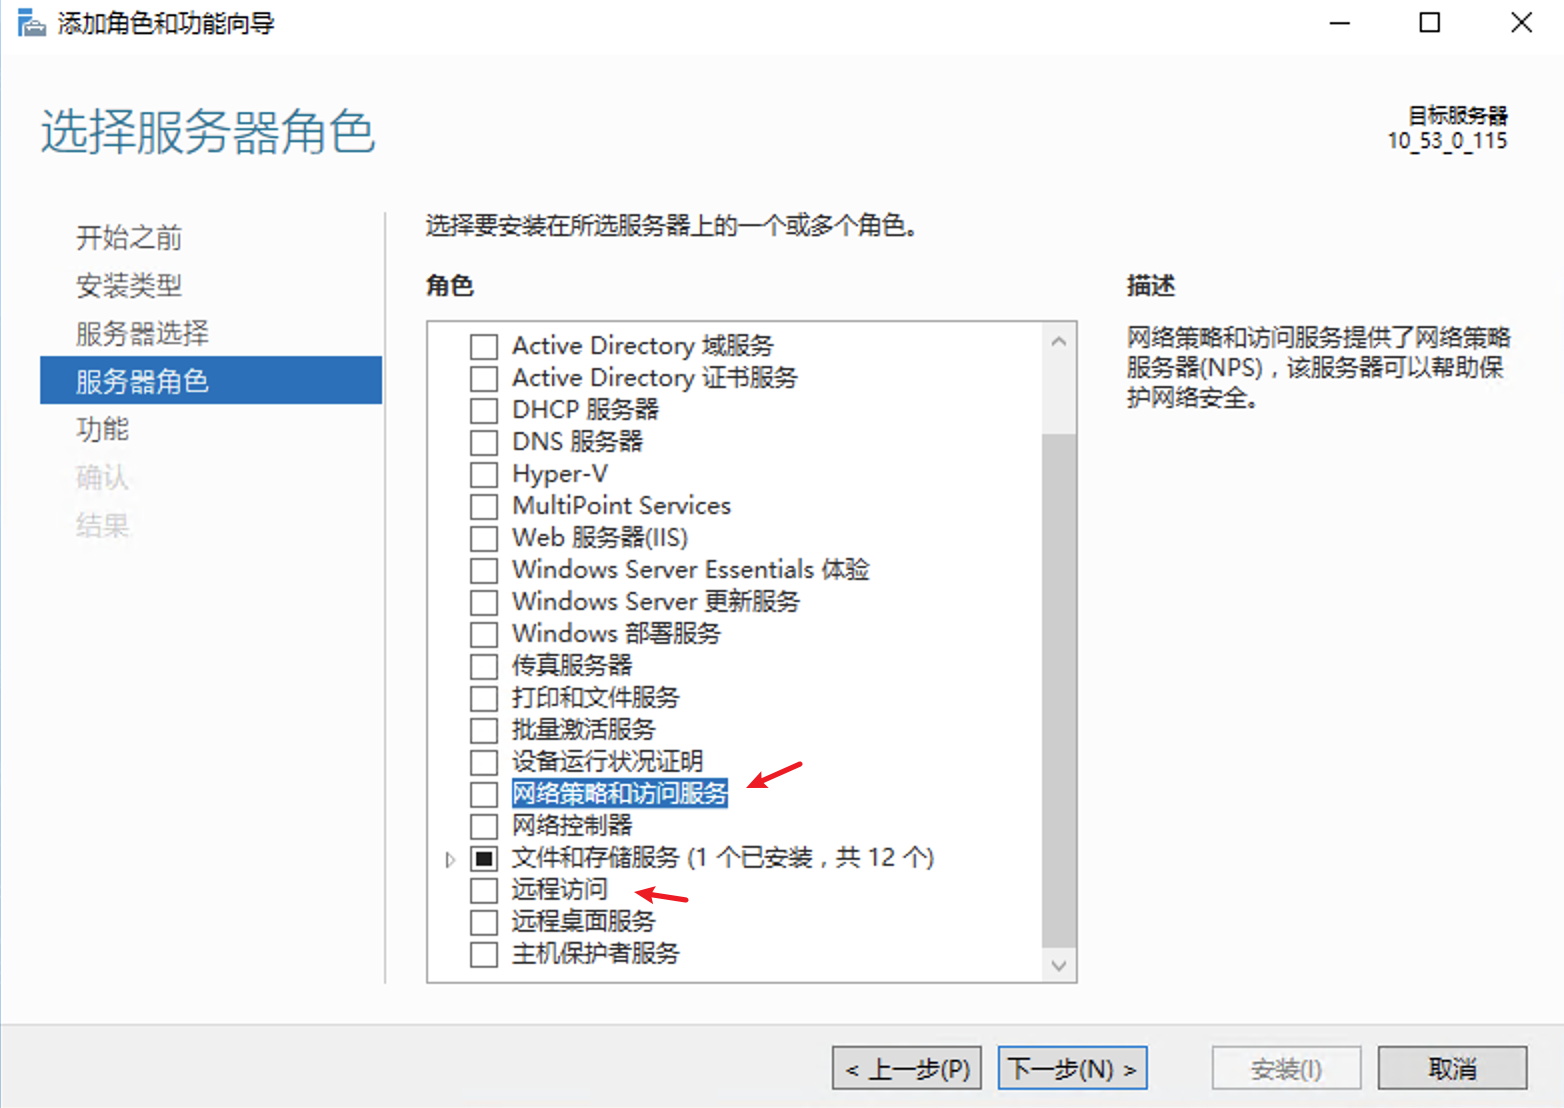 添加角色和功能向导
选择服务器角色
目标服务器
10_53_0_115
开始之前
安装类型
服务器选择
服务器角色
功能
确认
结果
选择要安装在所选服务器上的一个或多个角色。
角色
Active Directory 域服务
Active Directory 证书服务
DHCP 服务器
DNS 服务器
Hyper-V
MultiPoint Services
Web 服务器(IIS)
Windows Server Essentials 体验
Windows Server 更新服务
Windows 部署服务
传真服务器
打印和文件服务
批量激活服务
设备运行状况证明
网络策略和访问服务
网络控制器
文件和存储服务 (1 个已安装，共 12 个)
远程访问
远程桌面服务
主机保护者服务
描述
网络策略和访问服务提供了网络策略
服务器(NPS)，该服务器可以帮助保
护网络安全。
< 上一步(P)
下一步(N) >
安装(I)
取消